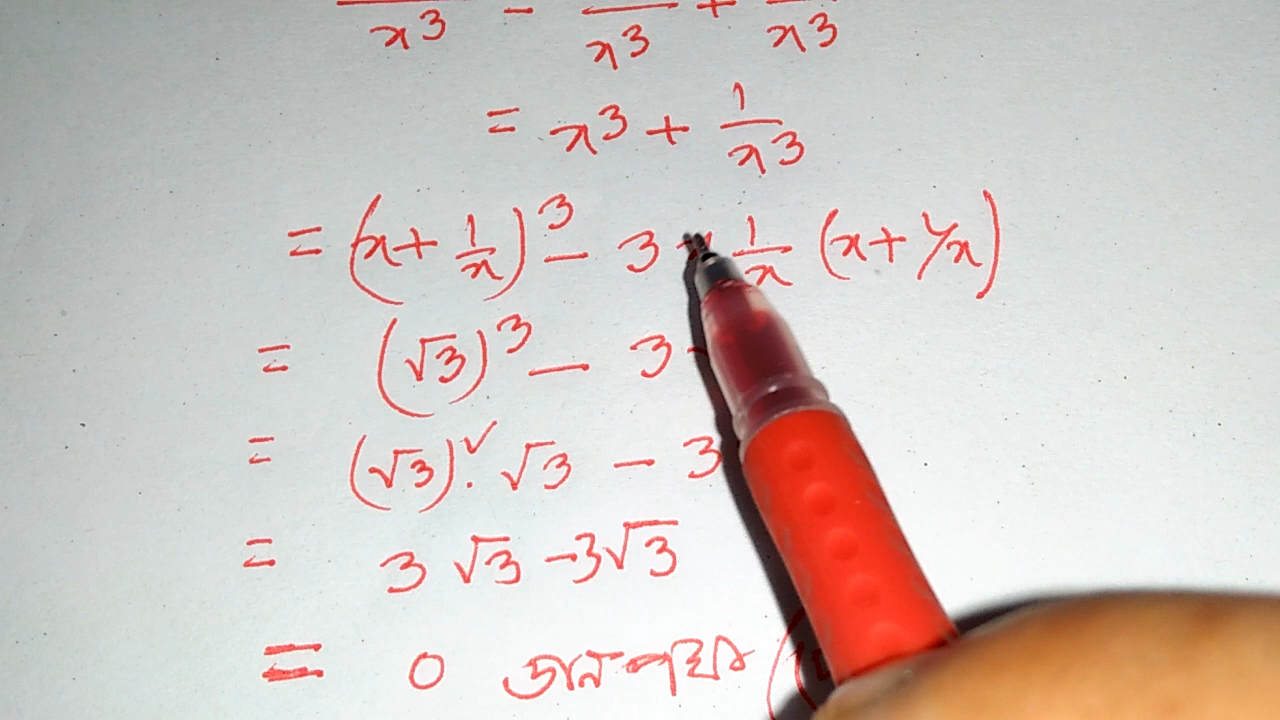 x³ - x³ + x³
= x³ + 1/x³
= (x + 1/x)³ - 3 1/x (x + 1/x)
= (√3)³ - 3
= (√3)². √3 - 3
= 3 √3 - 3√3
= 0 ডানপক্ষ (